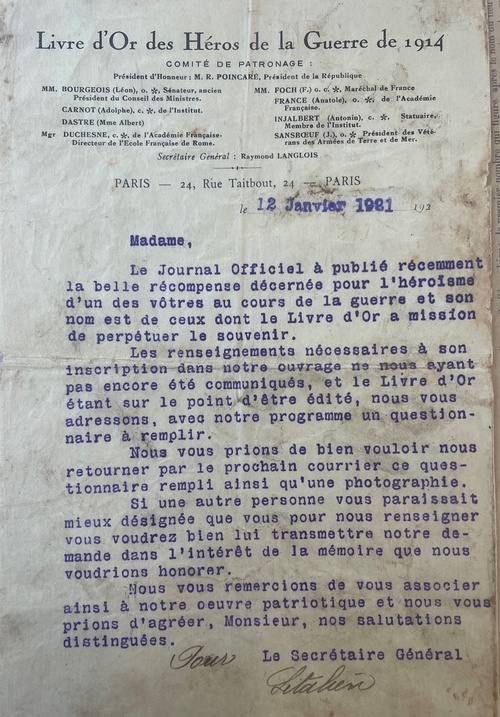 Livre d'Or des Héros de la Guerre de 1914
COMITÉ DE PATRONAGE :
Président d'Honneur : M. R. POINCARÉ, Président de la République
MM. BOURGEOIS (Léon), O. ✻, Sénateur, ancien
Président du Conseil des Ministres.
CARNOT (Adolphe), C. ✻, de l'Institut.
DASTRE (Mme Albert)
Mgr DUCHESNE, C. ✻, de l'Académie Française-
Directeur de l'Ecole Française de Rome.
MM. FOCH (F.) G. C. ✻, Maréchal de France
FRANCE (Anatole), O. ✻, de l'Académie
Française.
INJALBERT (Antonin), C. ✻, Statuaire,
Membre de l'Institut.
SANSBŒUF (J.), O. ✻ Président des Vété-
rans des Armées de Terre et de Mer.
Secrétaire Général : Raymond LANGLOIS
PARIS — 24, Rue Taitbout, 24 — PARIS
le 12 Janvier 1921 192
Madame,
Le Journal Officiel à publié récemment
la belle récompense décernée pour l'héroïsme
d'un des vôtres au cours de la guerre et son
nom est de ceux dont le Livre d'Or a mission
de perpétuer le souvenir.
Les renseignements nécessaires à son
inscription dans notre ouvrage ne nous ayant
pas encore été communiqués, et le Livre d'Or
étant sur le point d'être édité, nous vous
adressons, avec notre programme un question-
naire à remplir.
Nous vous prions de bien vouloir nous
retourner par le prochain courrier ce ques-
tionnaire rempli ainsi qu'une photographie.
Si une autre personne vous paraissait
mieux désignée que vous pour nous renseigner
vous voudrez bien lui transmettre notre de-
mande dans l'intérêt de la mémoire que nous
voudrions honorer.
Nous vous remercions de vous associer
ainsi à notre oeuvre patriotique et nous vous
prions d'agréer, Monsieur, nos salutations
distinguées.
Pour Le Secrétaire Général